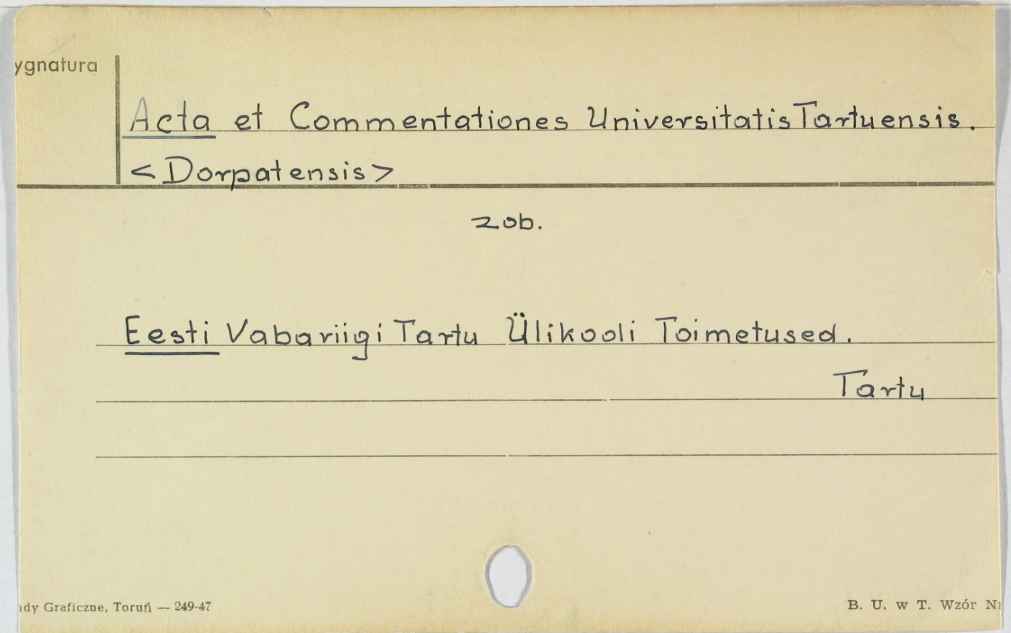 ygnatura
Acta et Commentationes Universitatis Tartuensis.
<Dorpatensis>
zob.
Eesti Vabariigi Tartu Ülikooli Toimetused.
Tartu
dy Graficzne, Toruń — 249-47
B. U. w T. Wzór N